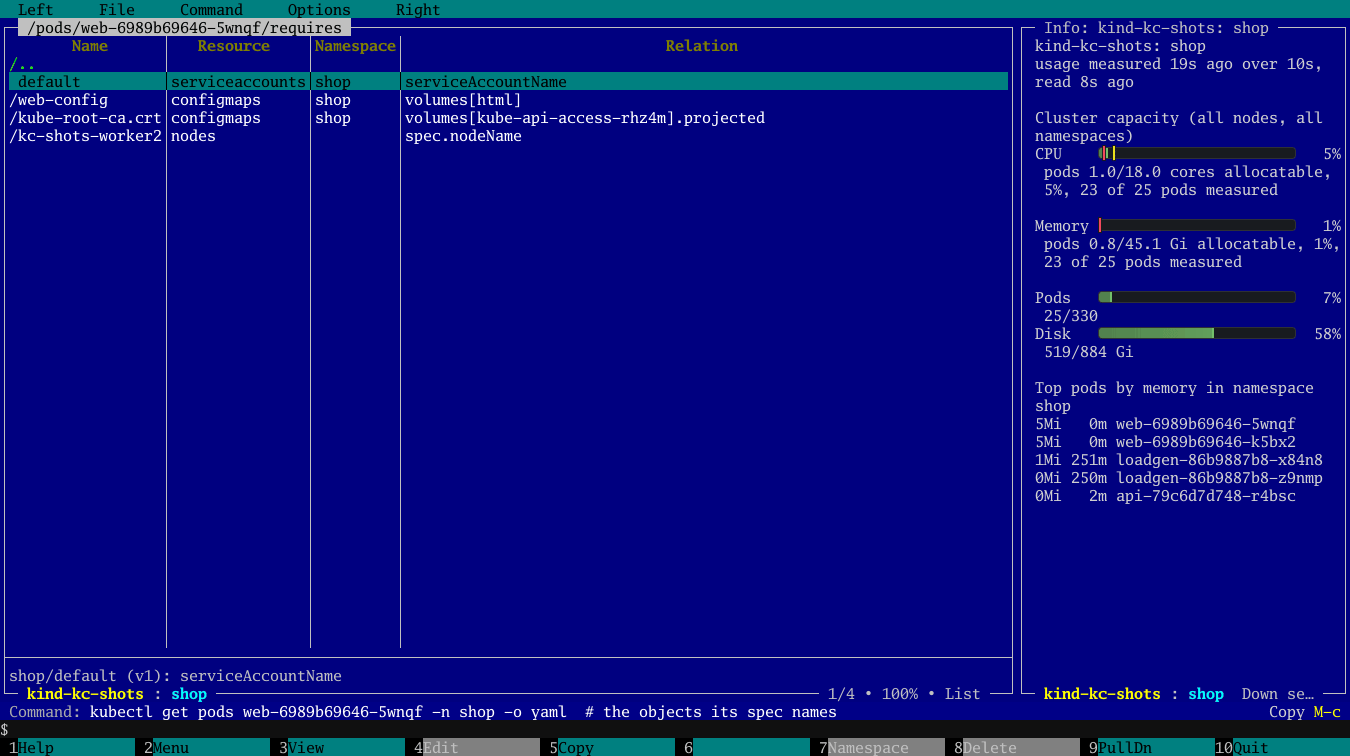 Left File Command Options Right
/pods/web-6989b69646-5wnqf/requires
Name Resource Namespace Relation
/..
default serviceaccounts shop serviceAccountName
/web-config configmaps shop volumes[html]
/kube-root-ca.crt configmaps shop volumes[kube-api-access-rhz4m].projected
/kc-shots-worker2 nodes spec.nodeName
shop/default (v1): serviceAccountName
kind-kc-shots : shop 1/4 • 100% • List
Info: kind-kc-shots: shop
kind-kc-shots: shop
usage measured 19s ago over 10s,
read 8s ago
Cluster capacity (all nodes, all
namespaces)
CPU 5%
pods 1.0/18.0 cores allocatable,
5%, 23 of 25 pods measured
Memory 1%
pods 0.8/45.1 Gi allocatable, 1%,
23 of 25 pods measured
Pods 7%
25/330
Disk 58%
519/884 Gi
Top pods by memory in namespace
shop
5Mi 0m web-6989b69646-5wnqf
5Mi 0m web-6989b69646-k5bx2
1Mi 251m loadgen-86b9887b8-x84n8
0Mi 250m loadgen-86b9887b8-z9nmp
0Mi 2m api-79c6d7d748-r4bsc
kind-kc-shots : shop Down se…
Command: kubectl get pods web-6989b69646-5wnqf -n shop -o yaml # the objects its spec names
Copy M-c
$
1Help 2Menu 3View 4Edit 5Copy 6 7Namespace 8Delete 9PullDn 10Quit